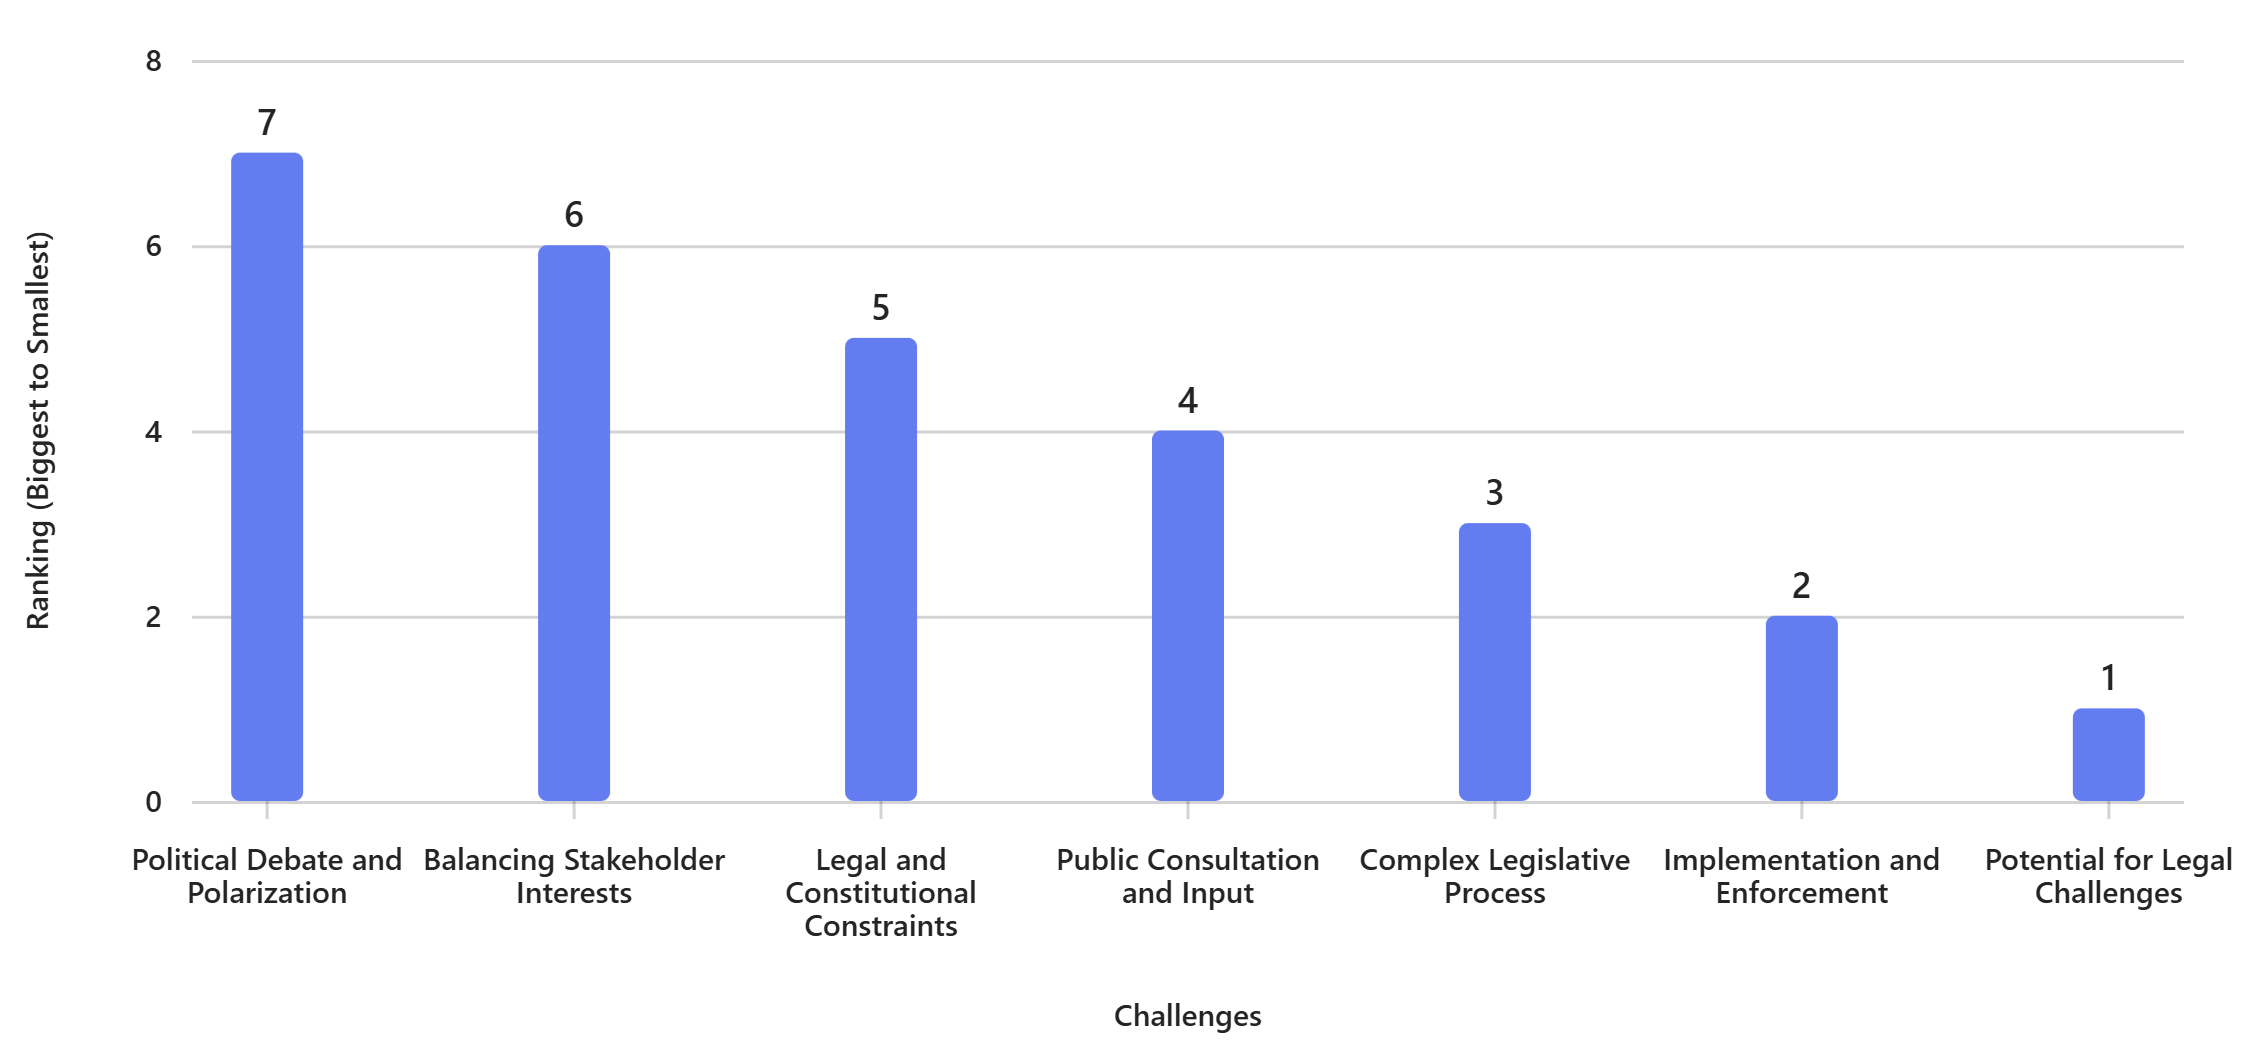 8
7
6
6
5
4
4
3
2
2
1
0
Ranking (Biggest to Smallest)
Political Debate and
Polarization
Balancing Stakeholder
Interests
Legal and
Constitutional
Constraints
Public Consultation
and Input
Complex Legislative
Process
Implementation and
Enforcement
Potential for Legal
Challenges
Challenges